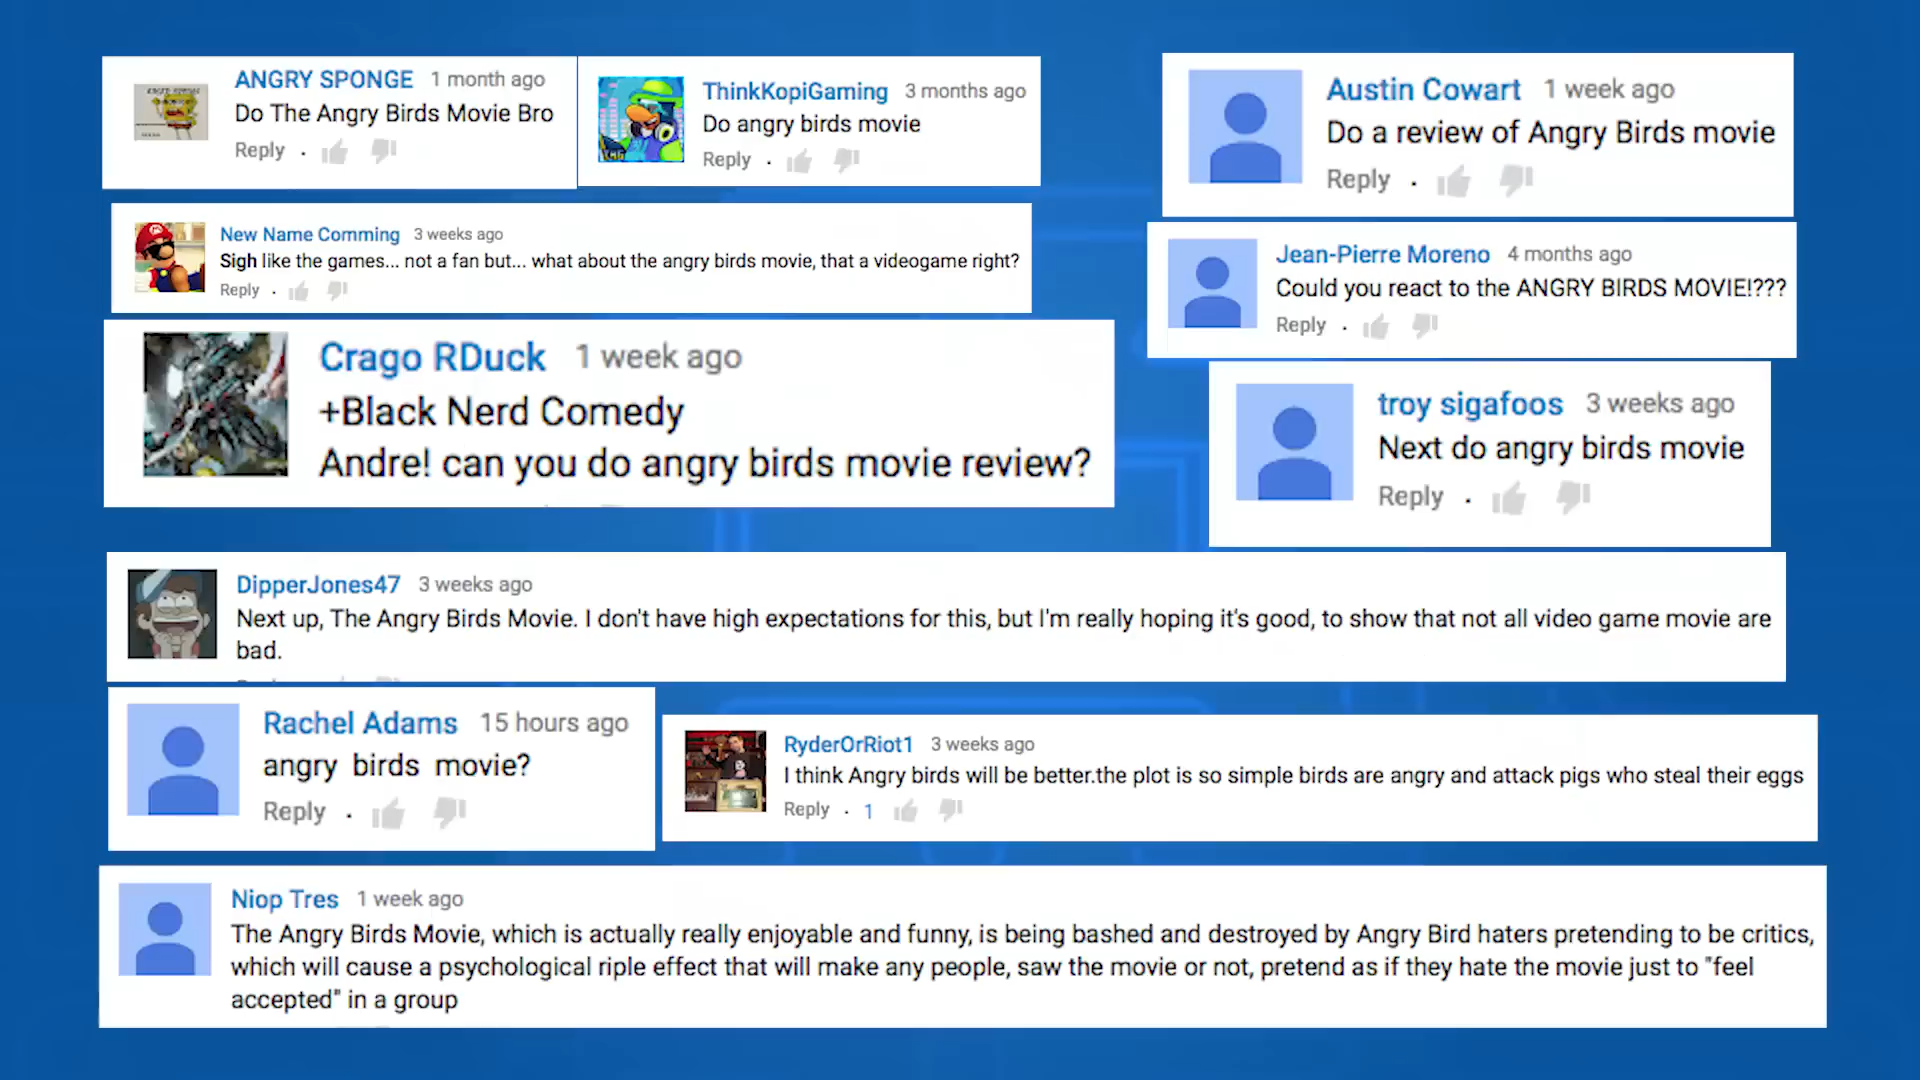 ANGRY SPONGE 1 month ago
Do The Angry Birds Movie Bro
Reply
ThinkKopiGaming 3 months ago
Do angry birds movie
Reply
Austin Cowart 1 week ago
Do a review of Angry Birds movie
Reply
New Name Comming 3 weeks ago
Sigh like the games... not a fan but... what about the angry birds movie, that a videogame right?
Reply
Jean-Pierre Moreno 4 months ago
Could you react to the ANGRY BIRDS MOVIE!???
Reply
Crago RDuck 1 week ago
+Black Nerd Comedy
Andre! can you do angry birds movie review?
troy sigafoos 3 weeks ago
Next do angry birds movie
Reply
DipperJones47 3 weeks ago
Next up, The Angry Birds Movie. I don't have high expectations for this, but I'm really hoping it's good, to show that not all video game movie are
bad.
Rachel Adams 15 hours ago
angry birds movie?
Reply
RyderOrRiot1 3 weeks ago
I think Angry birds will be better.the plot is so simple birds are angry and attack pigs who steal their eggs
Reply · 1
Niop Tres 1 week ago
The Angry Birds Movie, which is actually really enjoyable and funny, is being bashed and destroyed by Angry Bird haters pretending to be critics,
which will cause a psychological riple effect that will make any people, saw the movie or not, pretend as if they hate the movie just to "feel
accepted" in a group